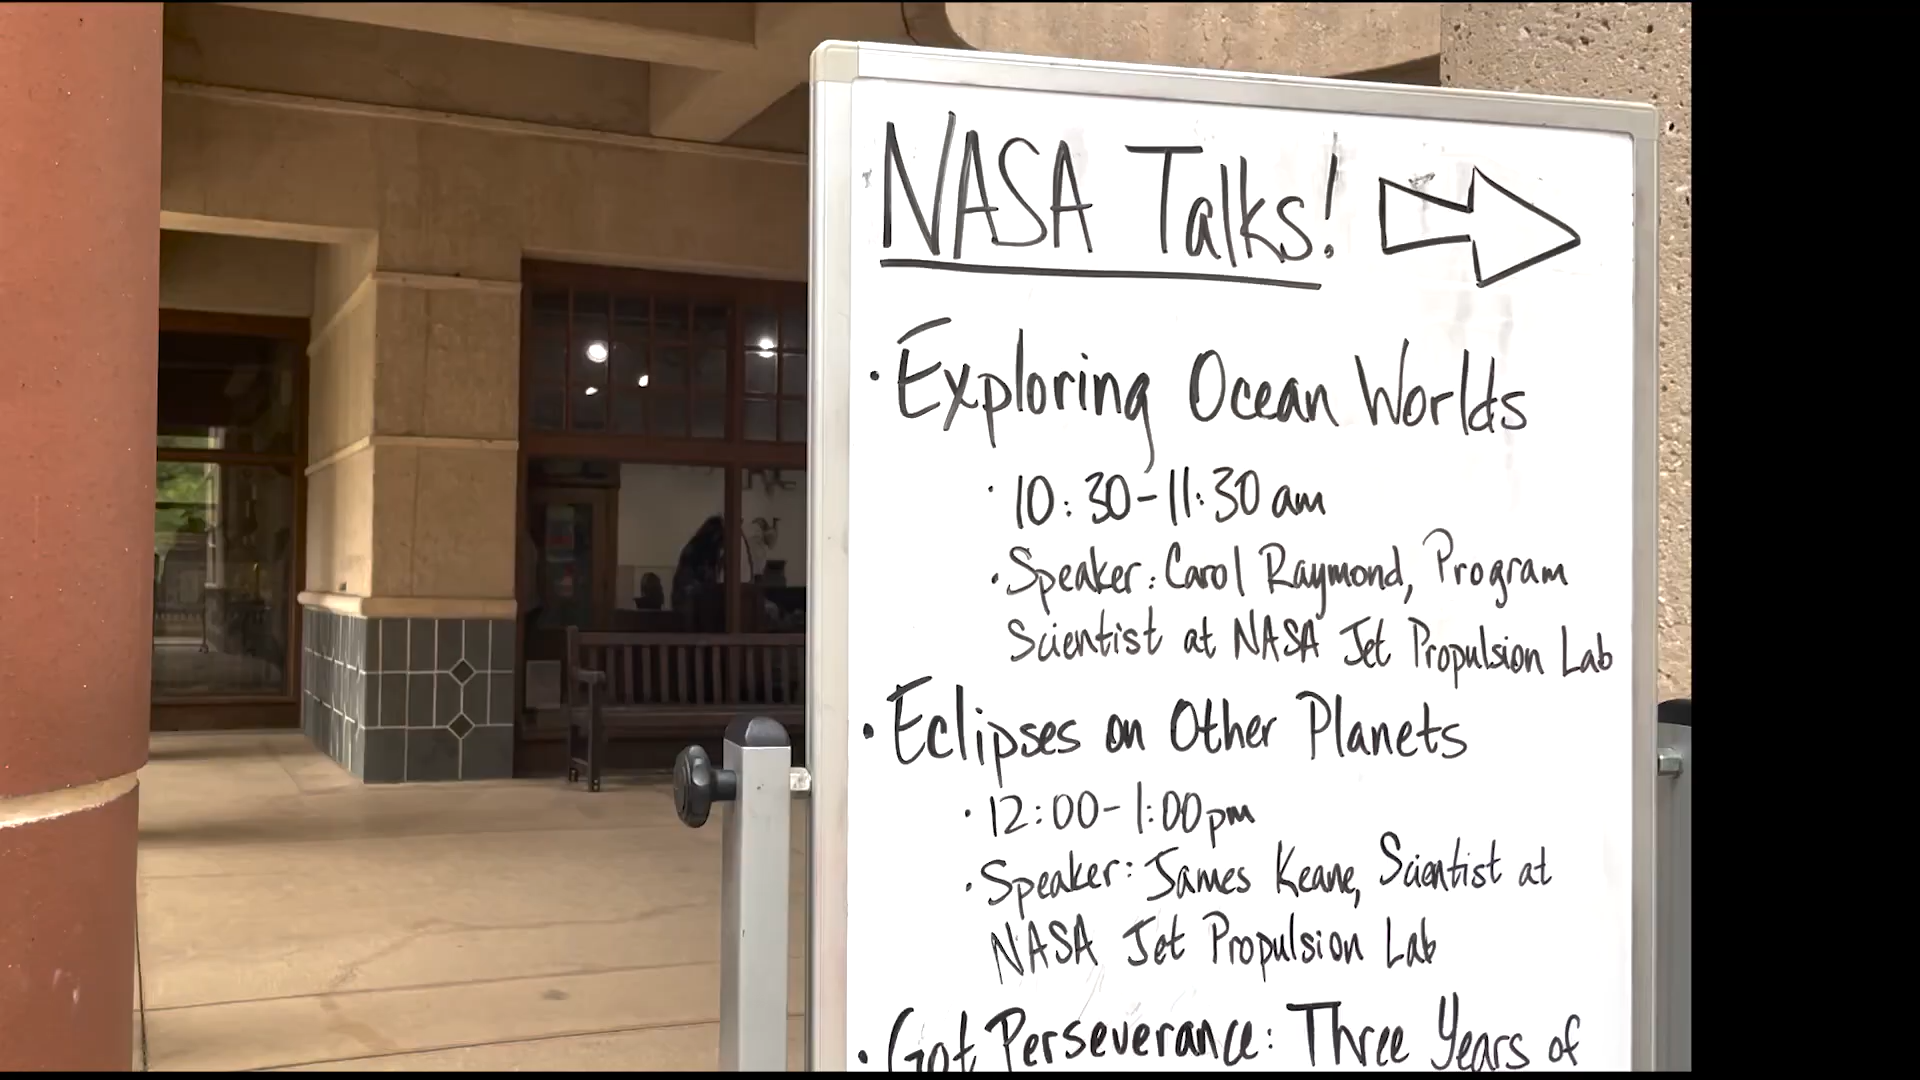 NASA Talks!
· Exploring Ocean Worlds
· 10:30-11:30 am
· Speaker: Carol Raymond, Program
Scientist at NASA Jet Propulsion Lab
· Eclipses on Other Planets
· 12:00-1:00pm
· Speaker: James Keane, Scientist at
NASA Jet Propulsion Lab
· Got Perseverance: Three Years of